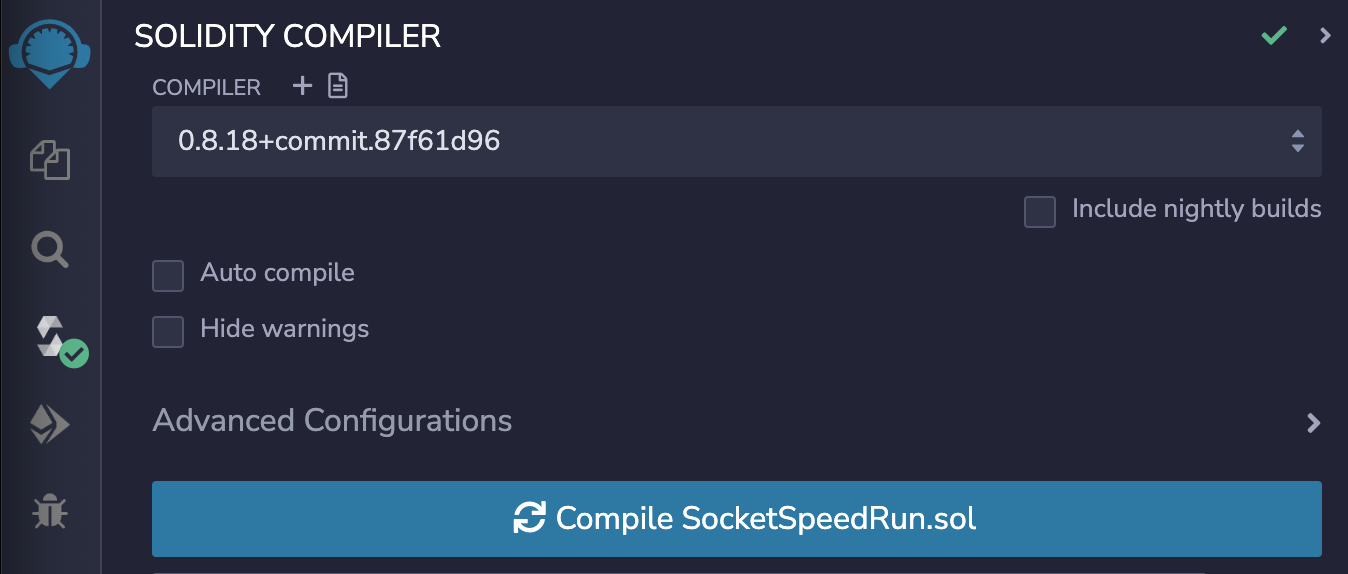 SOLIDITY COMPILER
COMPILER
0.8.18+commit.87f61d96
Include nightly builds
Auto compile
Hide warnings
Advanced Configurations
Compile SocketSpeedRun.sol